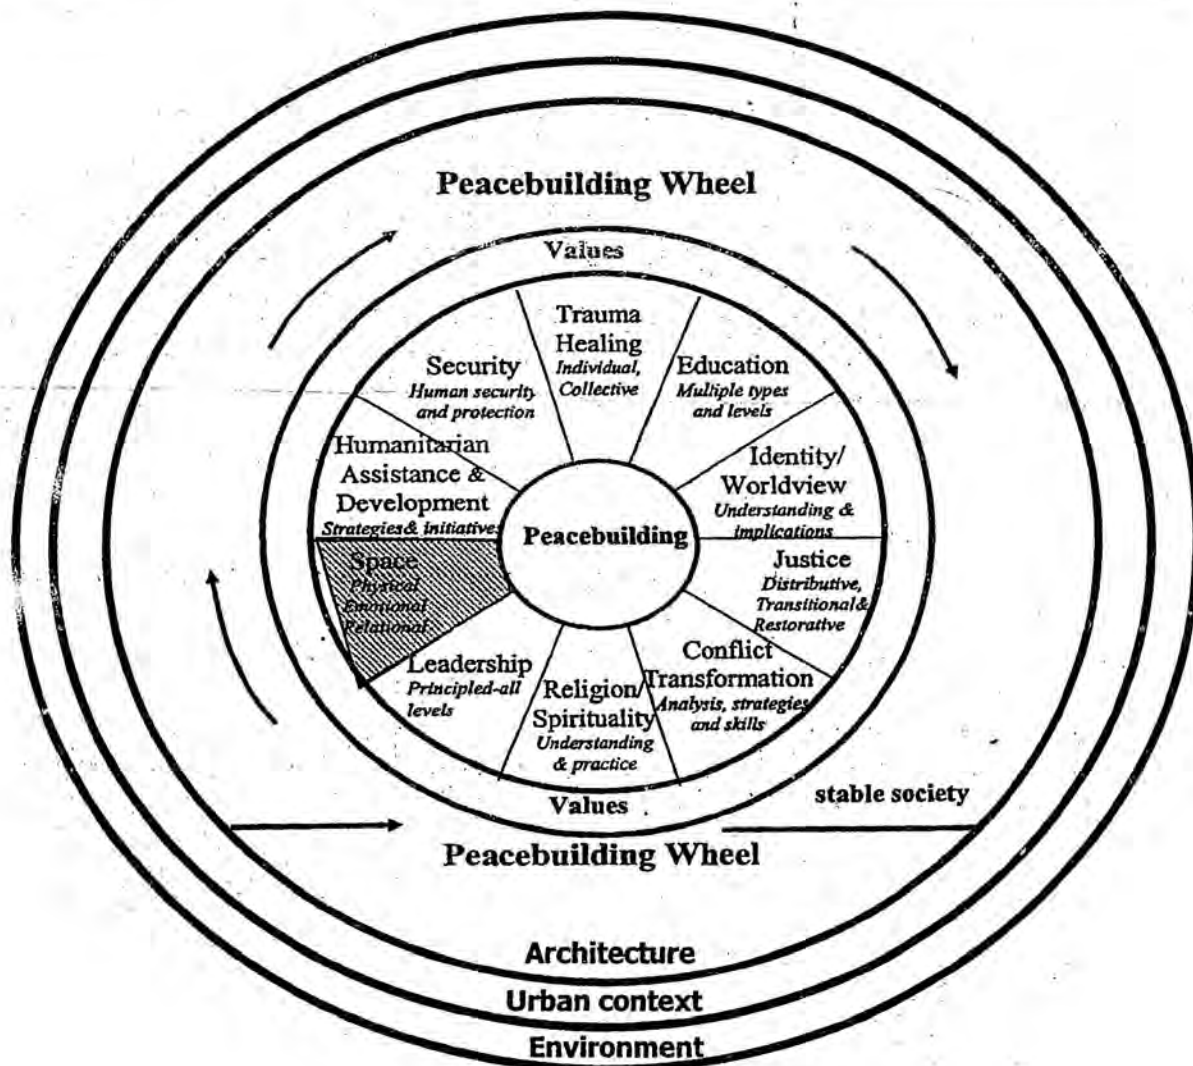 Peacebuilding Wheel
Values
Trauma
Healing
Individual,
Collective
Education
Multiple types
and levels
Identity/
Worldview
Understanding &
implications
Justice
Distributive,
Transitional &
Restorative
Conflict
Transformation
Analysis, strategies
and skills
Religion/
Spirituality
Understanding
& practice
Leadership
Principled-all
levels
Space
Physical
Emotional
Relational
Humanitarian
Assistance &
Development
Strategies & initiatives
Security
Human security
and protection
Peacebuilding
Values
stable society
Peacebuilding Wheel
Architecture
Urban context
Environment